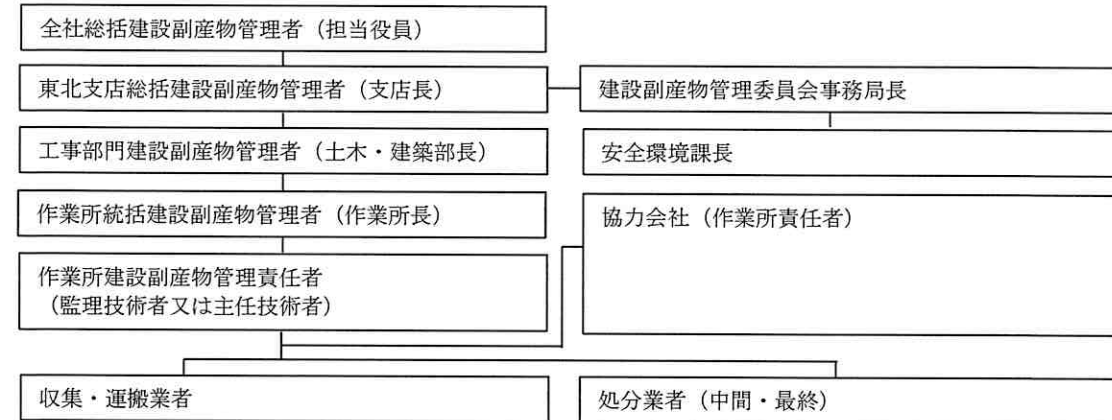 全社総括建設副産物管理者（担当役員）
東北支店総括建設副産物管理者（支店長）
建設副産物管理委員会事務局長
工事部門建設副産物管理者（土木・建築部長）
安全環境課長
作業所統括建設副産物管理者（作業所長）
協力会社（作業所責任者）
作業所建設副産物管理責任者
（監理技術者又は主任技術者）
収集・運搬業者
処分業者（中間・最終）